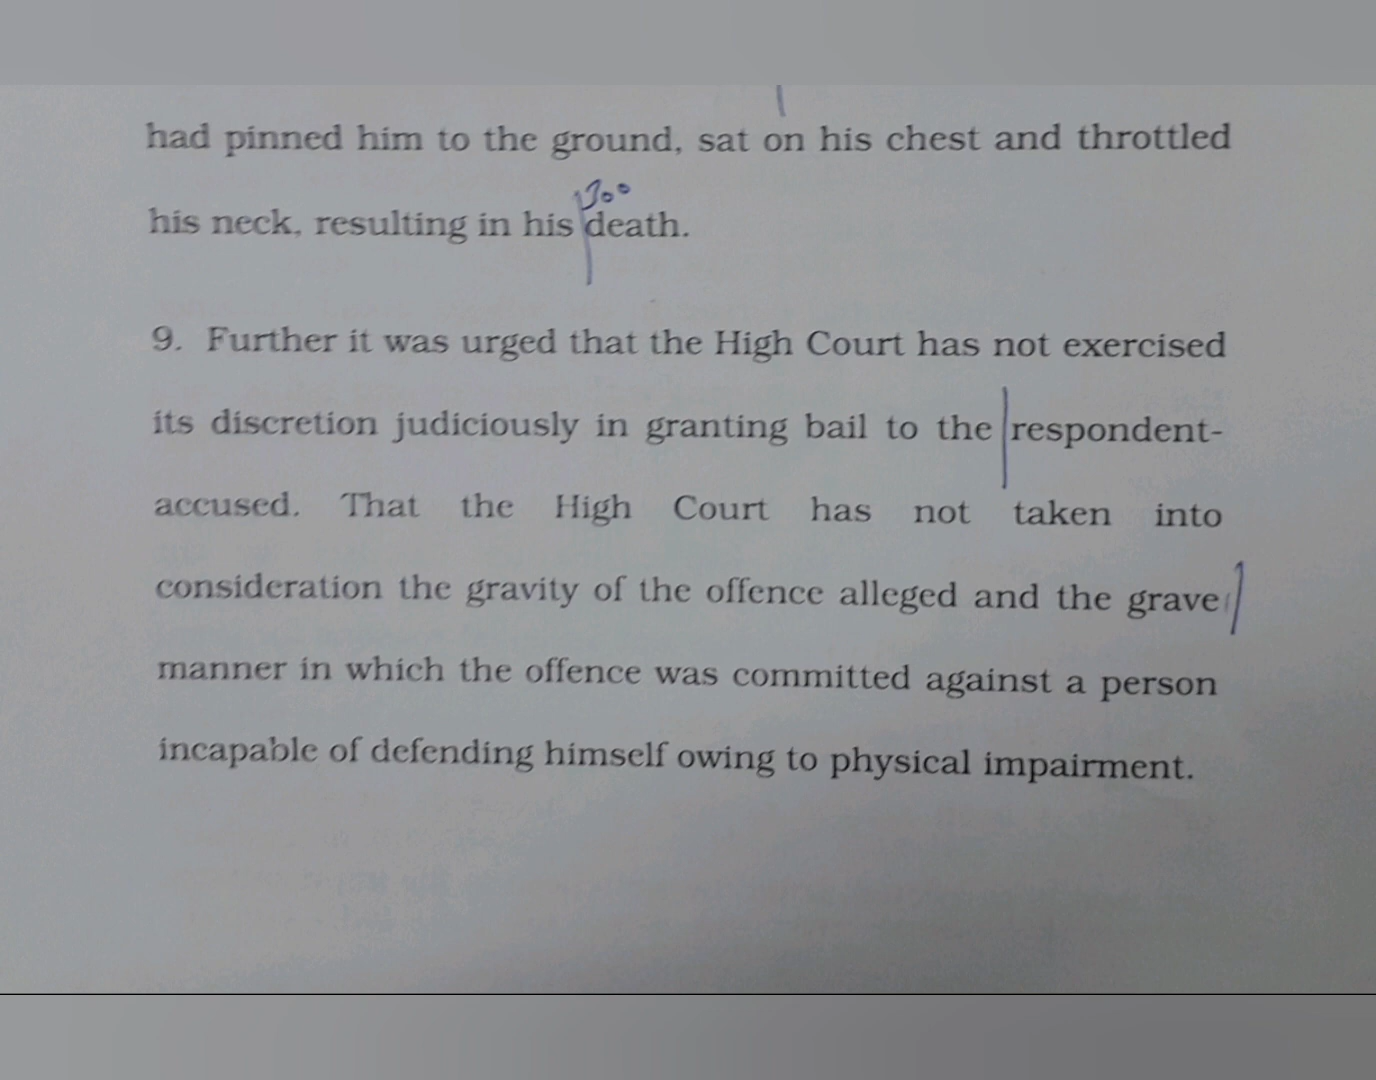 had pinned him to the ground, sat on his chest and throttled
1300
his neck, resulting in his death.
9. Further it was urged that the High Court has not exercised
its discretion judiciously in granting bail to the respondent-
accused. That the High Court has not taken into
consideration the gravity of the offence alleged and the grave
manner in which the offence was committed against a person
incapable of defending himself owing to physical impairment.